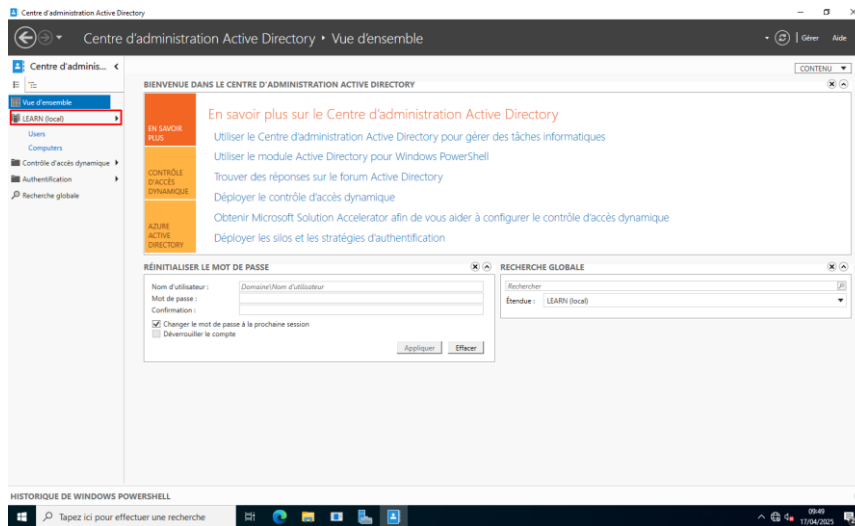 Centre d'administration Active Directory
Centre d'administration Active Directory • Vue d'ensemble
Gérer Aide
Centre d'adminis...
CONTENU
Vue d'ensemble
LEARN (local)
Users
Computers
Contrôle d'accès dynamique
Authentification
Recherche globale
BIENVENUE DANS LE CENTRE D'ADMINISTRATION ACTIVE DIRECTORY
EN SAVOIR
PLUS
CONTRÔLE
D'ACCÈS
DYNAMIQUE
AZURE
ACTIVE
DIRECTORY
En savoir plus sur le Centre d'administration Active Directory
Utiliser le Centre d'administration Active Directory pour gérer des tâches informatiques
Utiliser le module Active Directory pour Windows PowerShell
Trouver des réponses sur le forum Active Directory
Déployer le contrôle d'accès dynamique
Obtenir Microsoft Solution Accelerator afin de vous aider à configurer le contrôle d'accès dynamique
Déployer les silos et les stratégies d'authentification
RÉINITIALISER LE MOT DE PASSE
Nom d'utilisateur : Domaine\Nom d'utilisateur
Mot de passe :
Confirmation :
Changer le mot de passe à la prochaine session
Déverrouiller le compte
Appliquer Effacer
RECHERCHE GLOBALE
Rechercher
Étendue : LEARN (local)
HISTORIQUE DE WINDOWS POWERSHELL
Tapez ici pour effectuer une recherche
09:49
17/04/2025